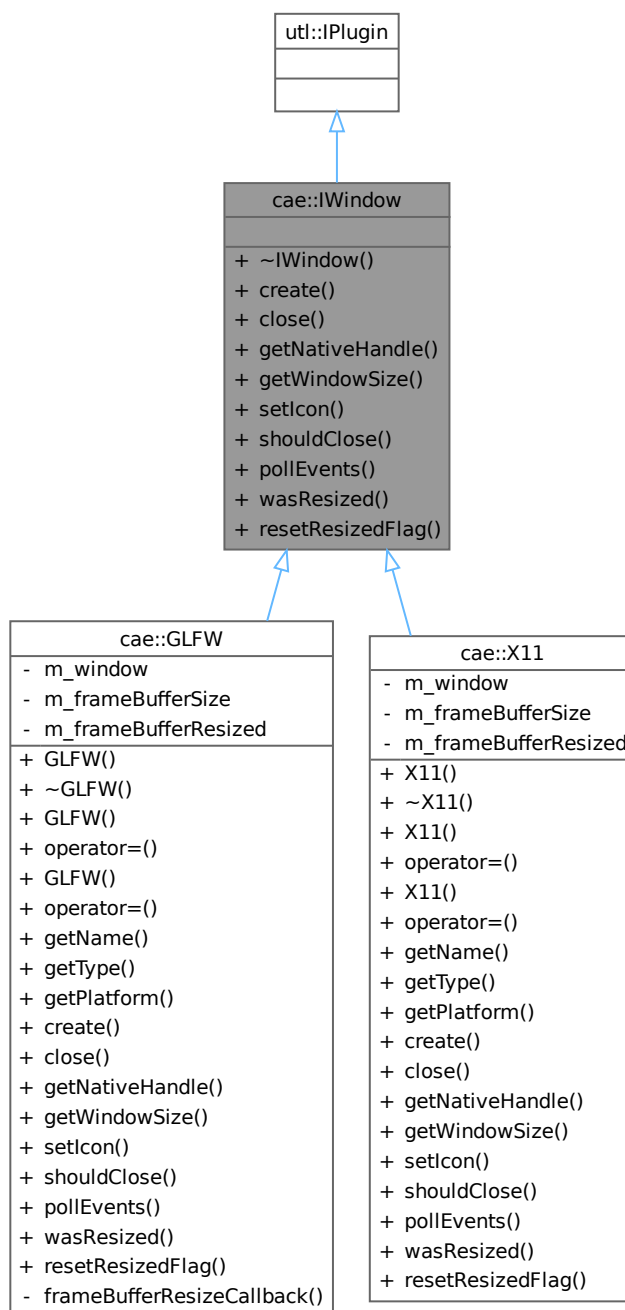 utl::IPlugin
cae::IWindow
+ ~IWindow()
+ create()
+ close()
+ getNativeHandle()
+ getWindowSize()
+ setIcon()
+ shouldClose()
+ pollEvents()
+ wasResized()
+ resetResizedFlag()
cae::GLFW
- m_window
- m_frameBufferSize
- m_frameBufferResized
+ GLFW()
+ ~GLFW()
+ GLFW()
+ operator=()
+ GLFW()
+ operator=()
+ getName()
+ getType()
+ getPlatform()
+ create()
+ close()
+ getNativeHandle()
+ getWindowSize()
+ setIcon()
+ shouldClose()
+ pollEvents()
+ wasResized()
+ resetResizedFlag()
- frameBufferResizeCallback()
cae::X11
- m_window
- m_frameBufferSize
- m_frameBufferResized
+ X11()
+ ~X11()
+ X11()
+ operator=()
+ X11()
+ operator=()
+ getName()
+ getType()
+ getPlatform()
+ create()
+ close()
+ getNativeHandle()
+ getWindowSize()
+ setIcon()
+ shouldClose()
+ pollEvents()
+ wasResized()
+ resetResizedFlag()